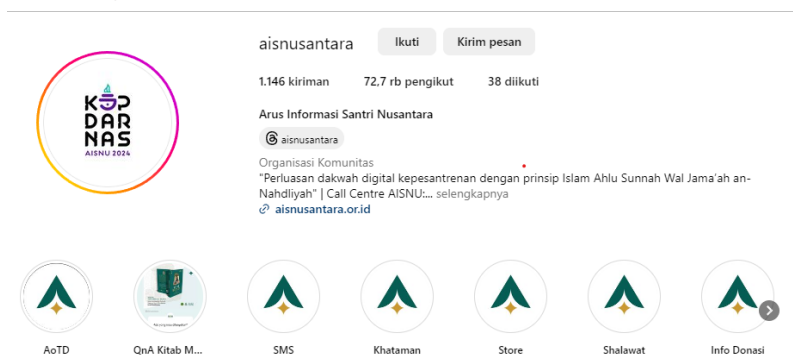 aisnusantara Ikuti Kirim pesan
1.146 kiriman 72,7 rb pengikut 38 diikuti
KOP
DAR
NAS
AISNU 2024
Arus Informasi Santri Nusantara
aisnusantara
Organisasi Komunitas
"Perluasan dakwah digital kepesantrenan dengan prinsip Islam Ahlu Sunnah Wal Jama'ah an-
Nahdliyah" | Call Centre AISNU:... selengkapnya
aisnusantara.or.id
AoTD QnA Kitab M... SMS Khataman Store Shalawat Info Donasi